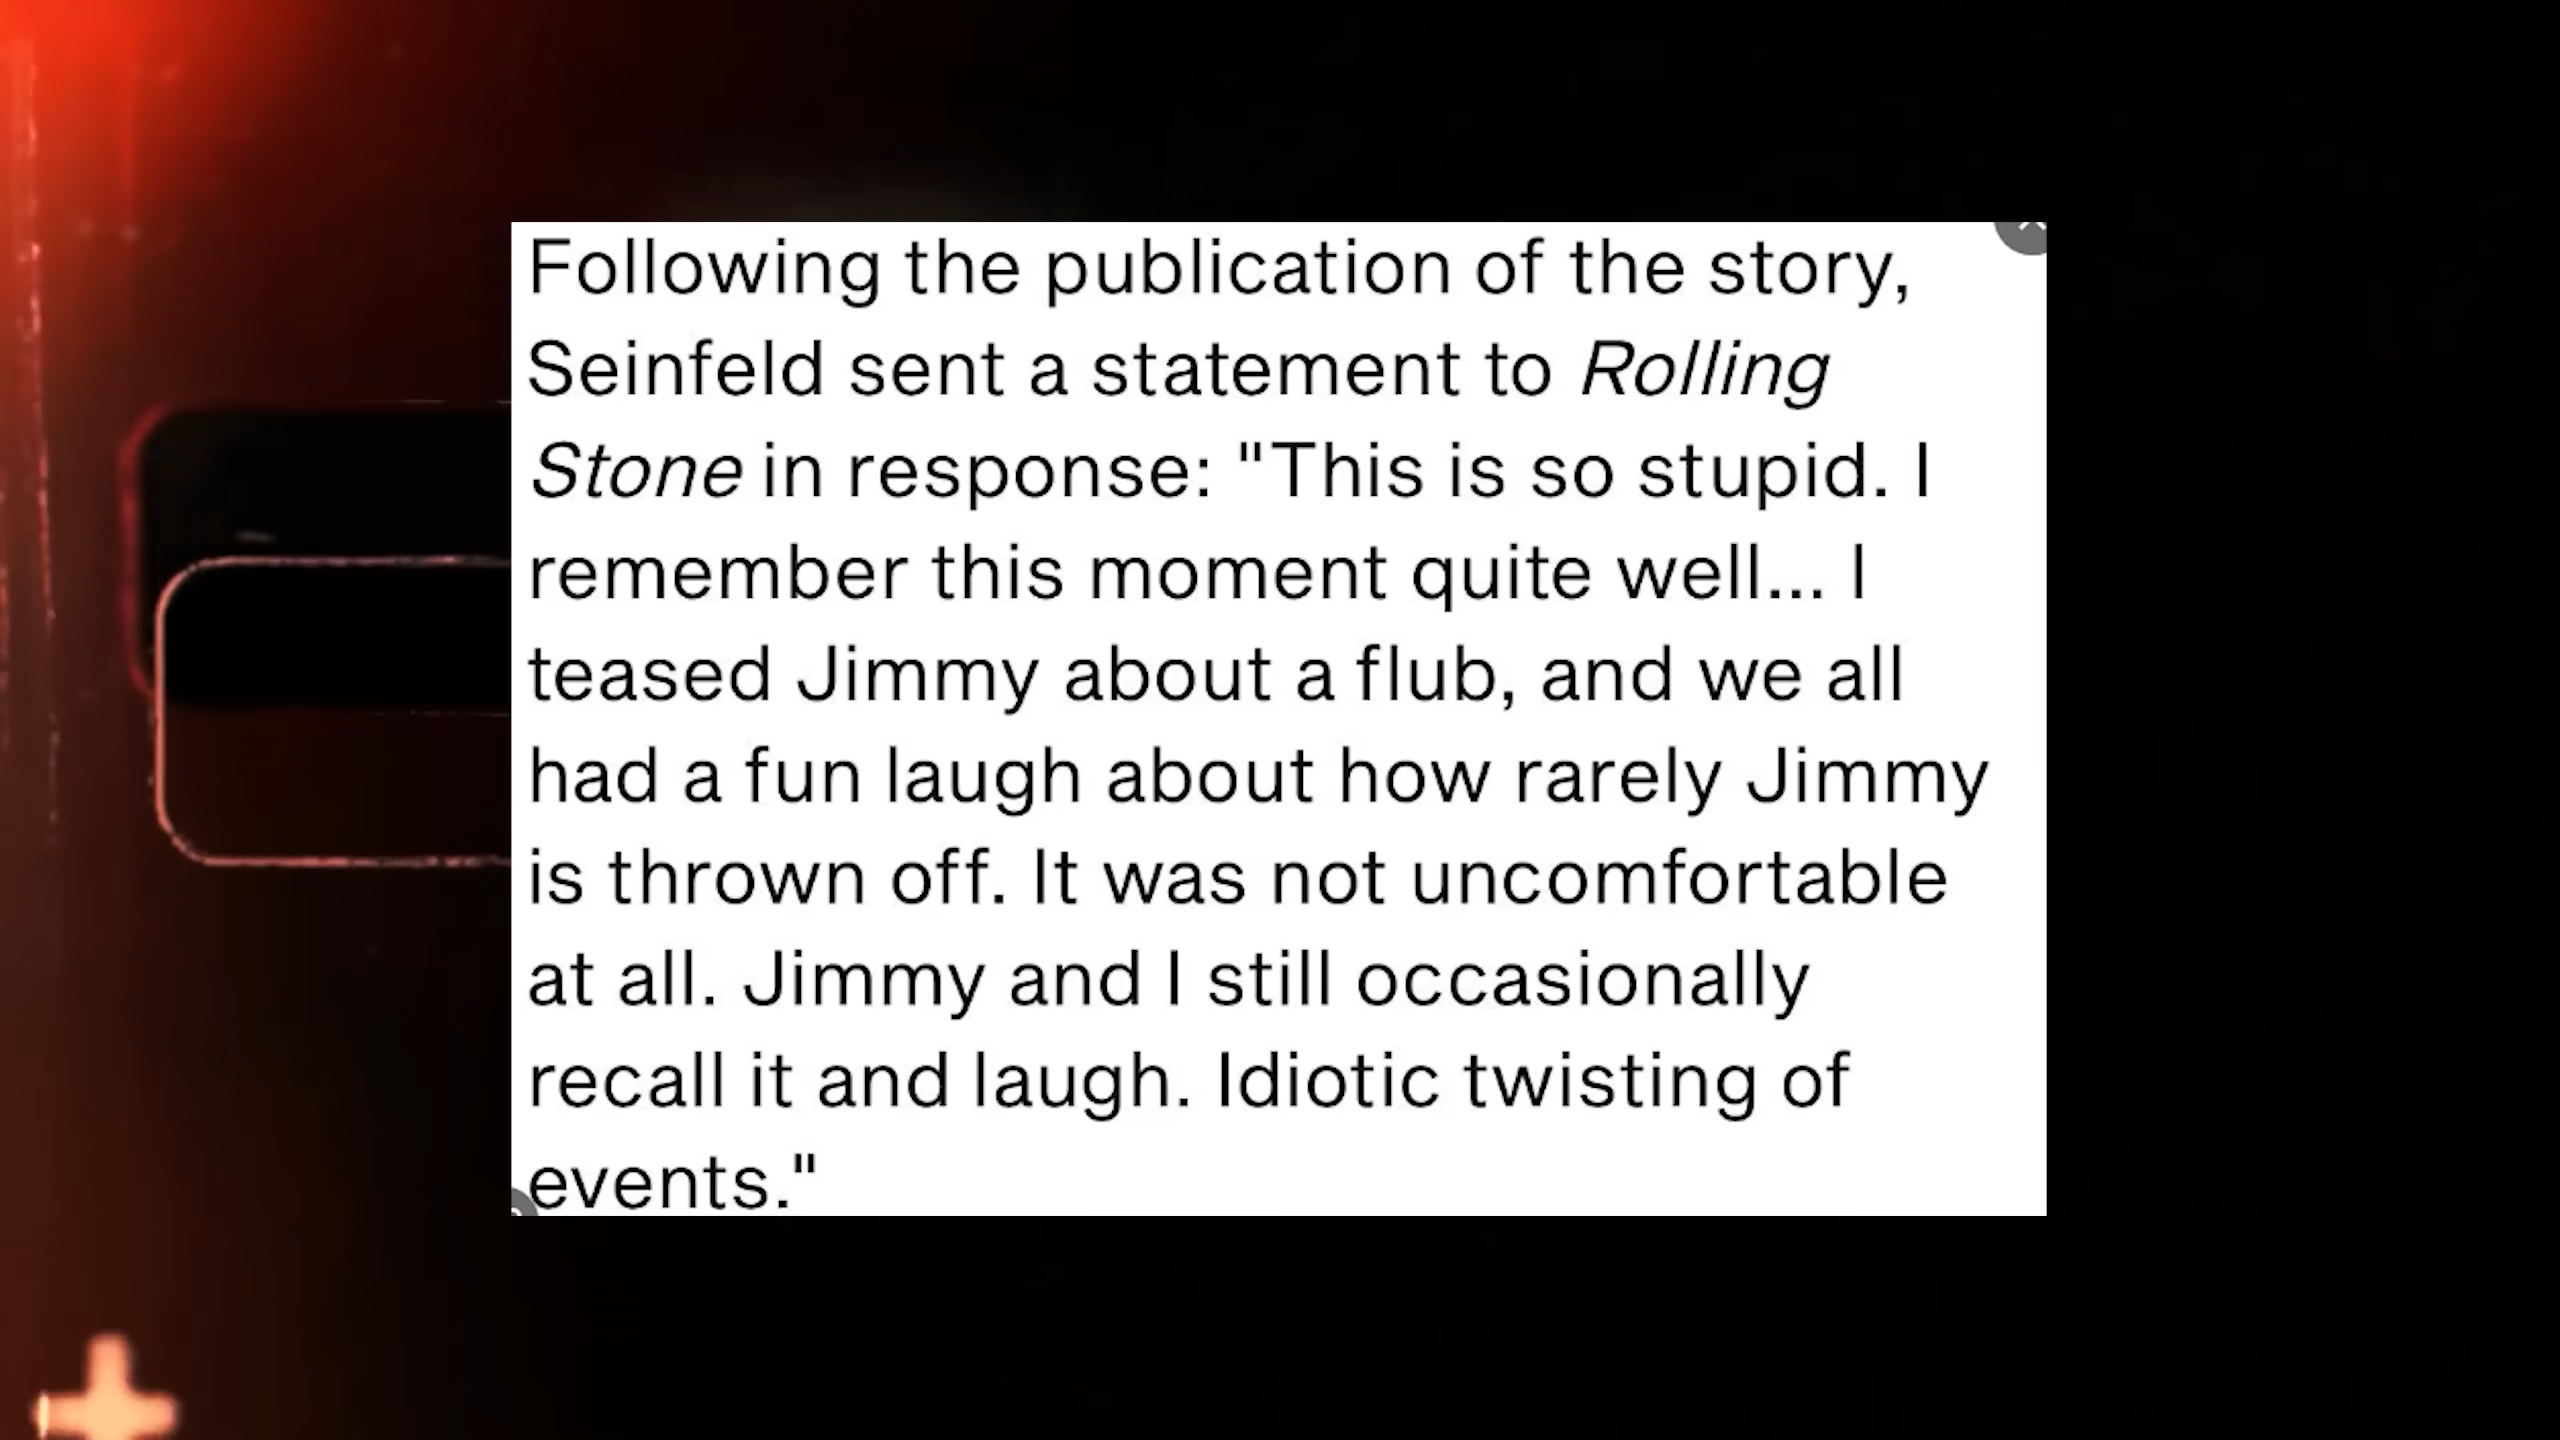 Following the publication of the story,
Seinfeld sent a statement to Rolling
Stone in response: "This is so stupid. I
remember this moment quite well... I
teased Jimmy about a flub, and we all
had a fun laugh about how rarely Jimmy
is thrown off. It was not uncomfortable
at all. Jimmy and I still occasionally
recall it and laugh. Idiotic twisting of
events."